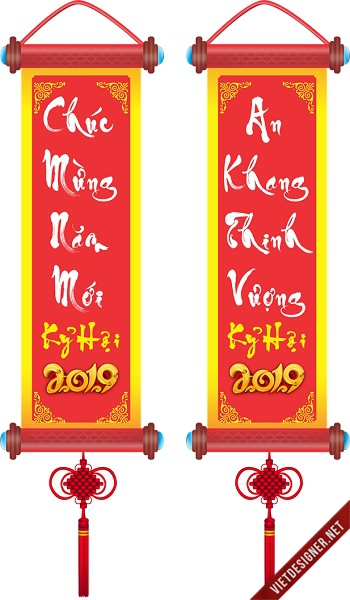 Chúc
Mừng
Năm
Mới
Kỷ Hợi
2019
An
Khang
Thịnh
Vượng
Kỷ Hợi
2019
VIETDESIGNER.NET